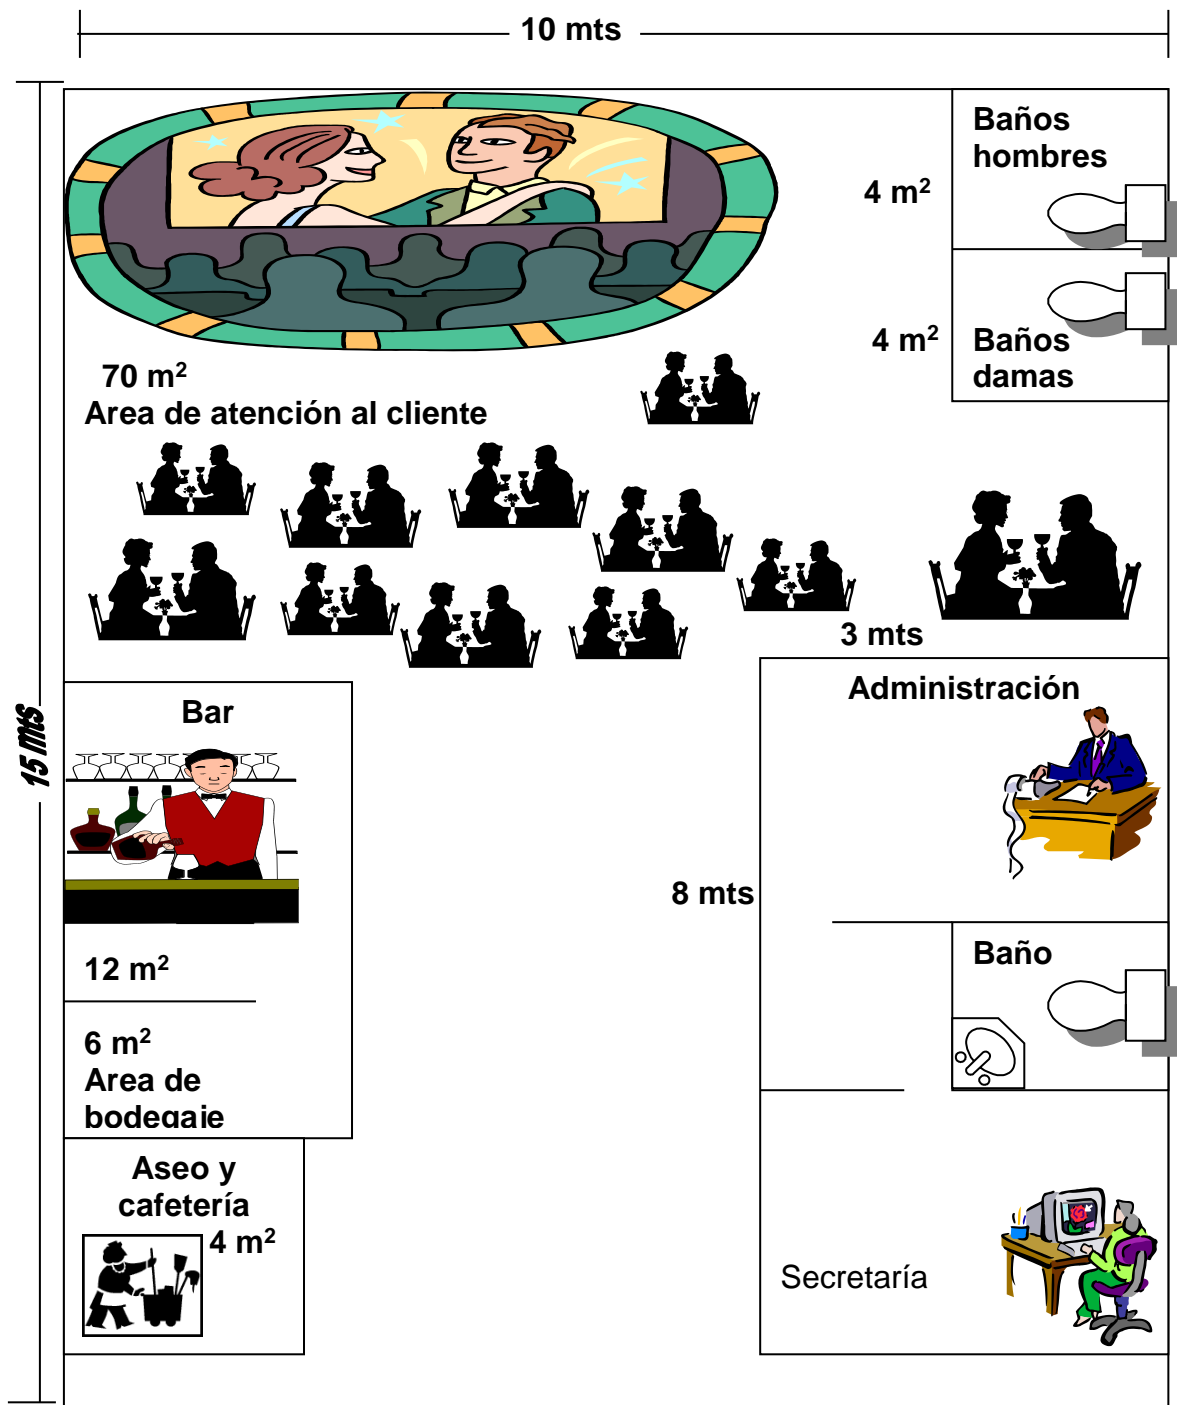 10 mts
Baños
hombres
4 m²
4 m²
Baños
damas
70 m²
Area de atención al cliente
3 mts
Administración
Bar
15 mts
8 mts
12 m²
Baño
6 m²
Area de
bodegaje
Aseo y
cafetería
4 m²
Secretaría